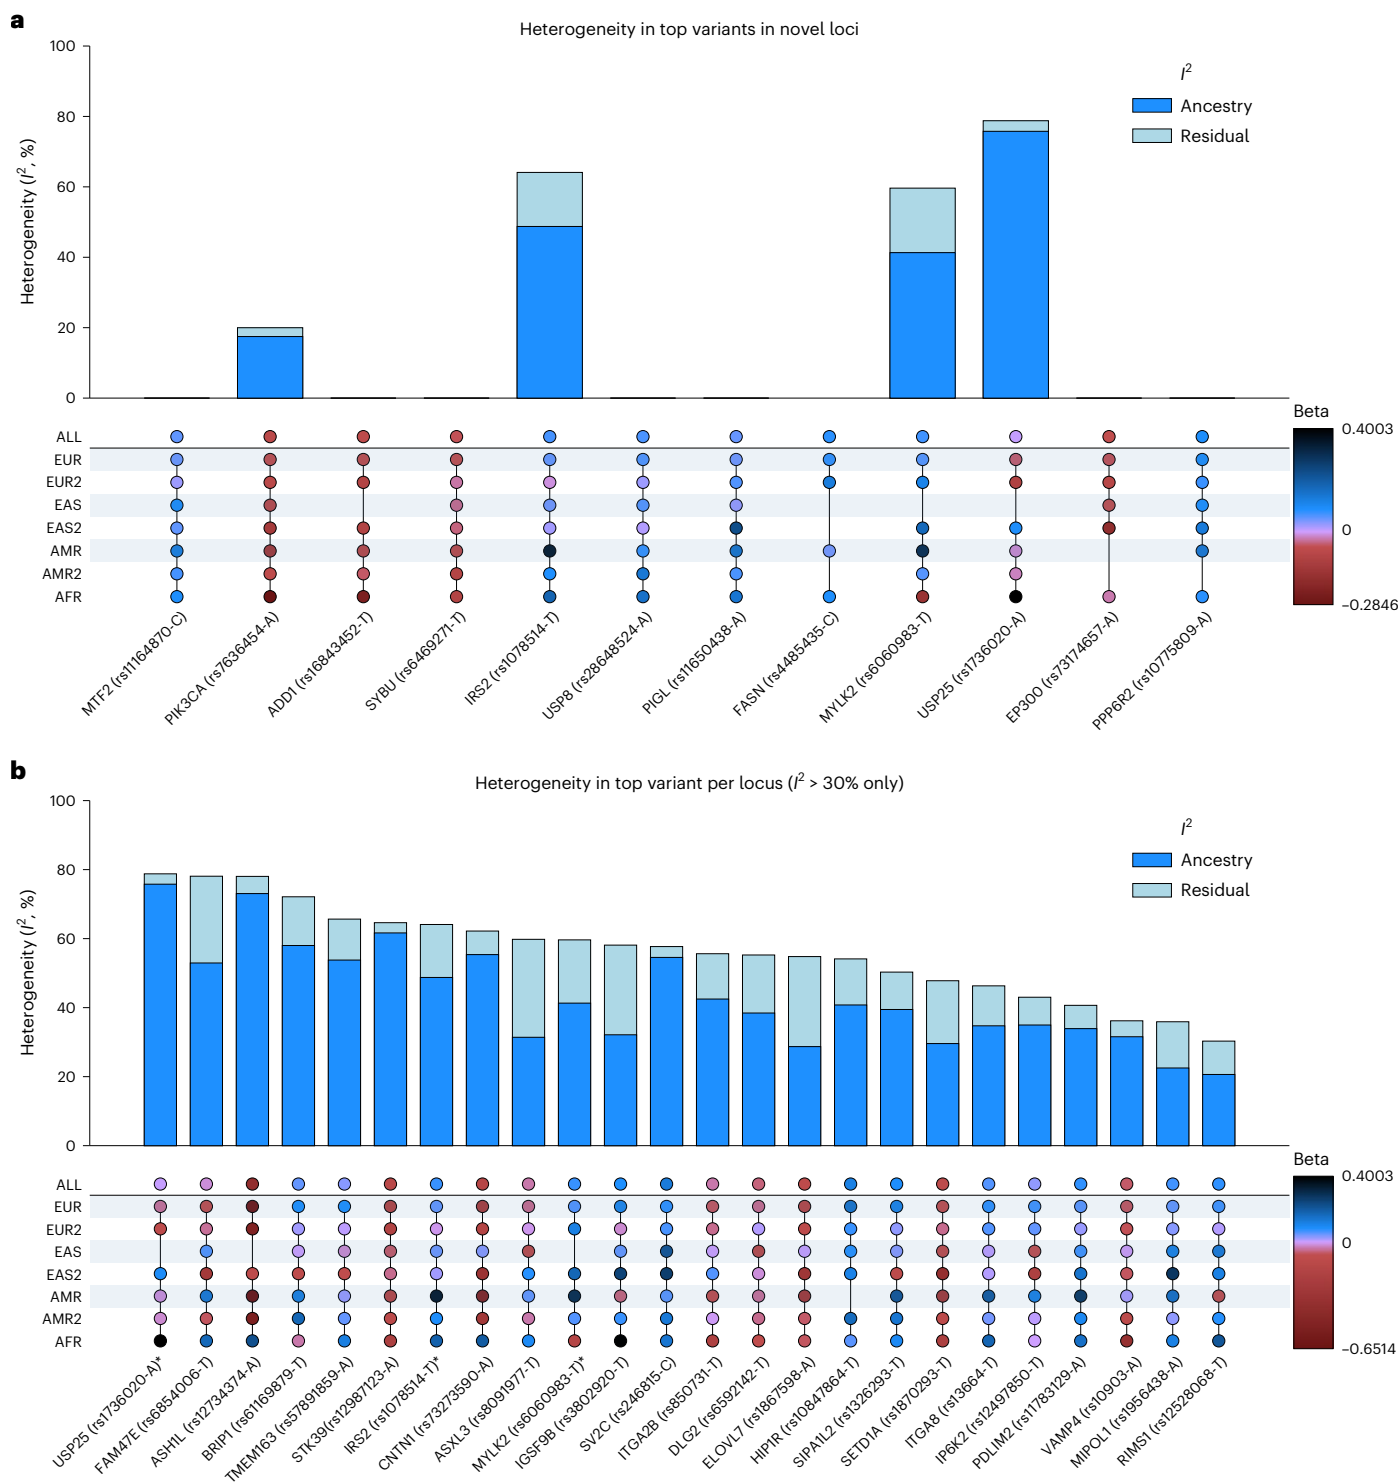 a
Heterogeneity in top variants in novel loci
Heterogeneity (I², %)
100
80
60
40
20
0
I²
Ancestry
Residual
ALL
EUR
EUR2
EAS
EAS2
AMR
AMR2
AFR
Beta
0.4003
0
−0.2846
MTF2 (rs11164870-C)
PIK3CA (rs7636454-A)
ADD1 (rs16843452-T)
SYBU (rs6469271-T)
IRS2 (rs1078514-T)
USP8 (rs28648524-A)
PIGL (rs11650438-A)
FASN (rs4485435-C)
MYLK2 (rs6060983-T)
USP25 (rs1736020-A)
EP300 (rs73174657-A)
PPP6R2 (rs10775809-A)
b
Heterogeneity in top variant per locus (I² > 30% only)
Heterogeneity (I², %)
100
80
60
40
20
0
I²
Ancestry
Residual
ALL
EUR
EUR2
EAS
EAS2
AMR
AMR2
AFR
Beta
0.4003
0
−0.6514
USP25 (rs1736020-A)*
FAM47E (rs6854006-T)
ASH1L (rs12734374-A)
BRIP1 (rs61169879-T)
TMEM163 (rs57891859-A)
STK39(rs12987123-A)
IRS2 (rs1078514-T)*
CNTN1 (rs73273590-A)
ASXL3 (rs8091977-T)
MYLK2 (rs6060983-T)*
IGSF9B (rs3802920-T)
SV2C (rs246815-C)
ITGA2B (rs850731-T)
DLG2 (rs6592142-T)
ELOVL7 (rs1867598-A)
HIP1R (rs10847864-T)
SIPA1L2 (rs1326293-T)
SETD1A (rs1870293-T)
ITGA8 (rs13664-T)
IP6K2 (rs12497850-T)
PDLIM2 (rs11783129-A)
VAMP4 (rs10903-A)
MIPOL1 (rs1956438-A)
RIMS1 (rs12528068-T)